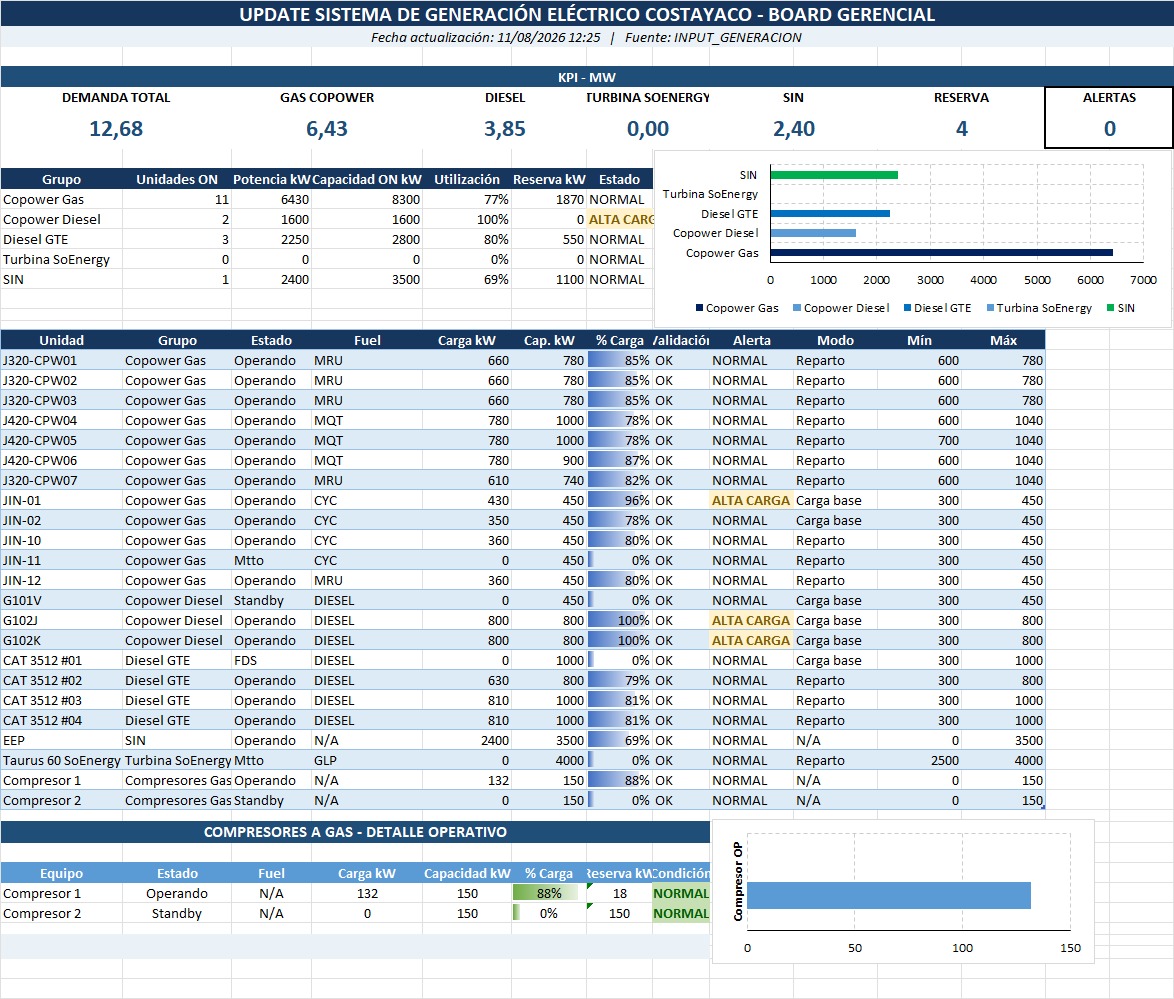 UPDATE SISTEMA DE GENERACIÓN ELÉCTRICO COSTAYACO - BOARD GERENCIAL
Fecha actualización: 11/08/2026 12:25 | Fuente: INPUT_GENERACION
KPI - MW
DEMANDA TOTAL GAS COPOWER DIESEL TURBINA SOENERGY SIN RESERVA ALERTAS
12,68 6,43 3,85 0,00 2,40 4 0
Grupo Unidades ON Potencia kW Capacidad ON kW Utilización Reserva kW Estado
Copower Gas 11 6430 8300 77% 1870 NORMAL
Copower Diesel 2 1600 1600 100% 0 ALTA CARG
Diesel GTE 3 2250 2800 80% 550 NORMAL
Turbina SoEnergy 0 0 0 0% 0 NORMAL
SIN 1 2400 3500 69% 1100 NORMAL
SIN
Turbina SoEnergy
Diesel GTE
Copower Diesel
Copower Gas
0 1000 2000 3000 4000 5000 6000 7000
Copower Gas Copower Diesel Diesel GTE Turbina SoEnergy SIN
Unidad Grupo Estado Fuel Carga kW Cap. kW % Carga Validación Alerta Modo Mín Máx
J320-CPW01 Copower Gas Operando MRU 660 780 85% OK NORMAL Reparto 600 780
J320-CPW02 Copower Gas Operando MRU 660 780 85% OK NORMAL Reparto 600 780
J320-CPW03 Copower Gas Operando MRU 660 780 85% OK NORMAL Reparto 600 780
J420-CPW04 Copower Gas Operando MQT 780 1000 78% OK NORMAL Reparto 600 1040
J420-CPW05 Copower Gas Operando MQT 780 1000 78% OK NORMAL Reparto 700 1040
J420-CPW06 Copower Gas Operando MQT 780 900 87% OK NORMAL Reparto 600 1040
J320-CPW07 Copower Gas Operando MRU 610 740 82% OK NORMAL Reparto 600 1040
JIN-01 Copower Gas Operando CYC 430 450 96% OK ALTA CARGA Carga base 300 450
JIN-02 Copower Gas Operando CYC 350 450 78% OK NORMAL Carga base 300 450
JIN-10 Copower Gas Operando CYC 360 450 80% OK NORMAL Reparto 300 450
JIN-11 Copower Gas Mtto CYC 0 450 0% OK NORMAL Reparto 300 450
JIN-12 Copower Gas Operando MRU 360 450 80% OK NORMAL Reparto 300 450
G101V Copower Diesel Standby DIESEL 0 450 0% OK NORMAL Carga base 300 450
G102J Copower Diesel Operando DIESEL 800 800 100% OK ALTA CARGA Carga base 300 800
G102K Copower Diesel Operando DIESEL 800 800 100% OK ALTA CARGA Carga base 300 800
CAT 3512 #01 Diesel GTE FDS DIESEL 0 1000 0% OK NORMAL Carga base 300 1000
CAT 3512 #02 Diesel GTE Operando DIESEL 630 800 79% OK NORMAL Reparto 300 800
CAT 3512 #03 Diesel GTE Operando DIESEL 810 1000 81% OK NORMAL Reparto 300 1000
CAT 3512 #04 Diesel GTE Operando DIESEL 810 1000 81% OK NORMAL Reparto 300 1000
EEP SIN Operando N/A 2400 3500 69% OK NORMAL N/A 0 3500
Taurus 60 SoEnergy Turbina SoEnergy Mtto GLP 0 4000 0% OK NORMAL Reparto 2500 4000
Compresor 1 Compresores Gas Operando N/A 132 150 88% OK NORMAL N/A 0 150
Compresor 2 Compresores Gas Standby N/A 0 150 0% OK NORMAL N/A 0 150
COMPRESORES A GAS - DETALLE OPERATIVO
Equipo Estado Fuel Carga kW Capacidad kW % Carga Reserva kW Condición
Compresor 1 Operando N/A 132 150 88% 18 NORMAL
Compresor 2 Standby N/A 0 150 0% 150 NORMAL
Compresor OP
0 50 100 150